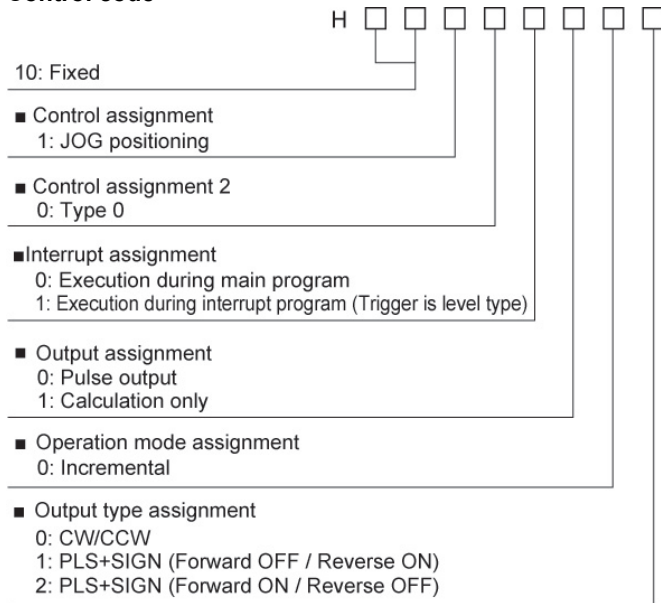 Control code
H □ □ □ □ □ □ □ □
10: Fixed
■ Control assignment
1: JOG positioning
■ Control assignment 2
0: Type 0
■Interrupt assignment
0: Execution during main program
1: Execution during interrupt program (Trigger is level type)
■ Output assignment
0: Pulse output
1: Calculation only
■ Operation mode assignment
0: Incremental
■ Output type assignment
0: CW/CCW
1: PLS+SIGN (Forward OFF / Reverse ON)
2: PLS+SIGN (Forward ON / Reverse OFF)